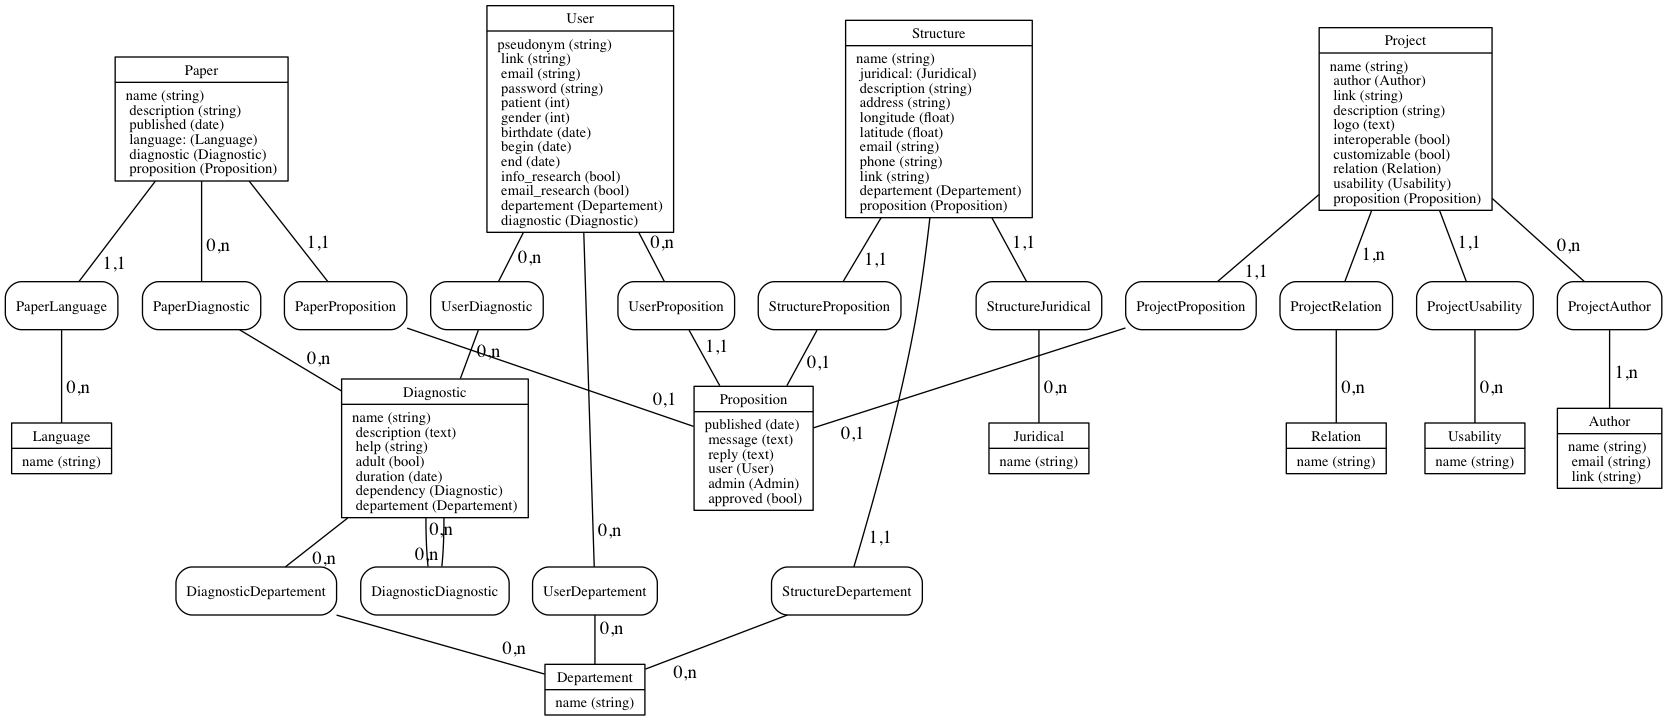 User
pseudonym (string)
link (string)
email (string)
password (string)
patient (int)
gender (int)
birthdate (date)
begin (date)
end (date)
info_research (bool)
email_research (bool)
departement (Departement)
diagnostic (Diagnostic)
Structure
name (string)
juridical: (Juridical)
description (string)
address (string)
longitude (float)
latitude (float)
email (string)
phone (string)
link (string)
departement (Departement)
proposition (Proposition)
Project
name (string)
author (Author)
link (string)
description (string)
logo (text)
interoperable (bool)
customizable (bool)
relation (Relation)
usability (Usability)
proposition (Proposition)
Paper
name (string)
description (string)
published (date)
language: (Language)
diagnostic (Diagnostic)
proposition (Proposition)
1,1
0,n
1,1
0,n
0,n
1,1
1,1
1,1
1,n
1,1
0,n
PaperLanguage
PaperDiagnostic
PaperProposition
UserDiagnostic
UserProposition
StructureProposition
StructureJuridical
ProjectProposition
ProjectRelation
ProjectUsability
ProjectAuthor
0,n
0,n
0,n
0,1
1,1
0,1
0,1
0,n
0,n
0,n
1,n
Language
name (string)
Diagnostic
name (string)
description (text)
help (string)
adult (bool)
duration (date)
dependency (Diagnostic)
departement (Departement)
Proposition
published (date)
message (text)
reply (text)
user (User)
admin (Admin)
approved (bool)
Juridical
name (string)
Relation
name (string)
Usability
name (string)
Author
name (string)
email (string)
link (string)
0,n
0,n
0,n
0,n
1,1
DiagnosticDepartement
DiagnosticDiagnostic
UserDepartement
StructureDepartement
0,n
0,n
0,n
Departement
name (string)